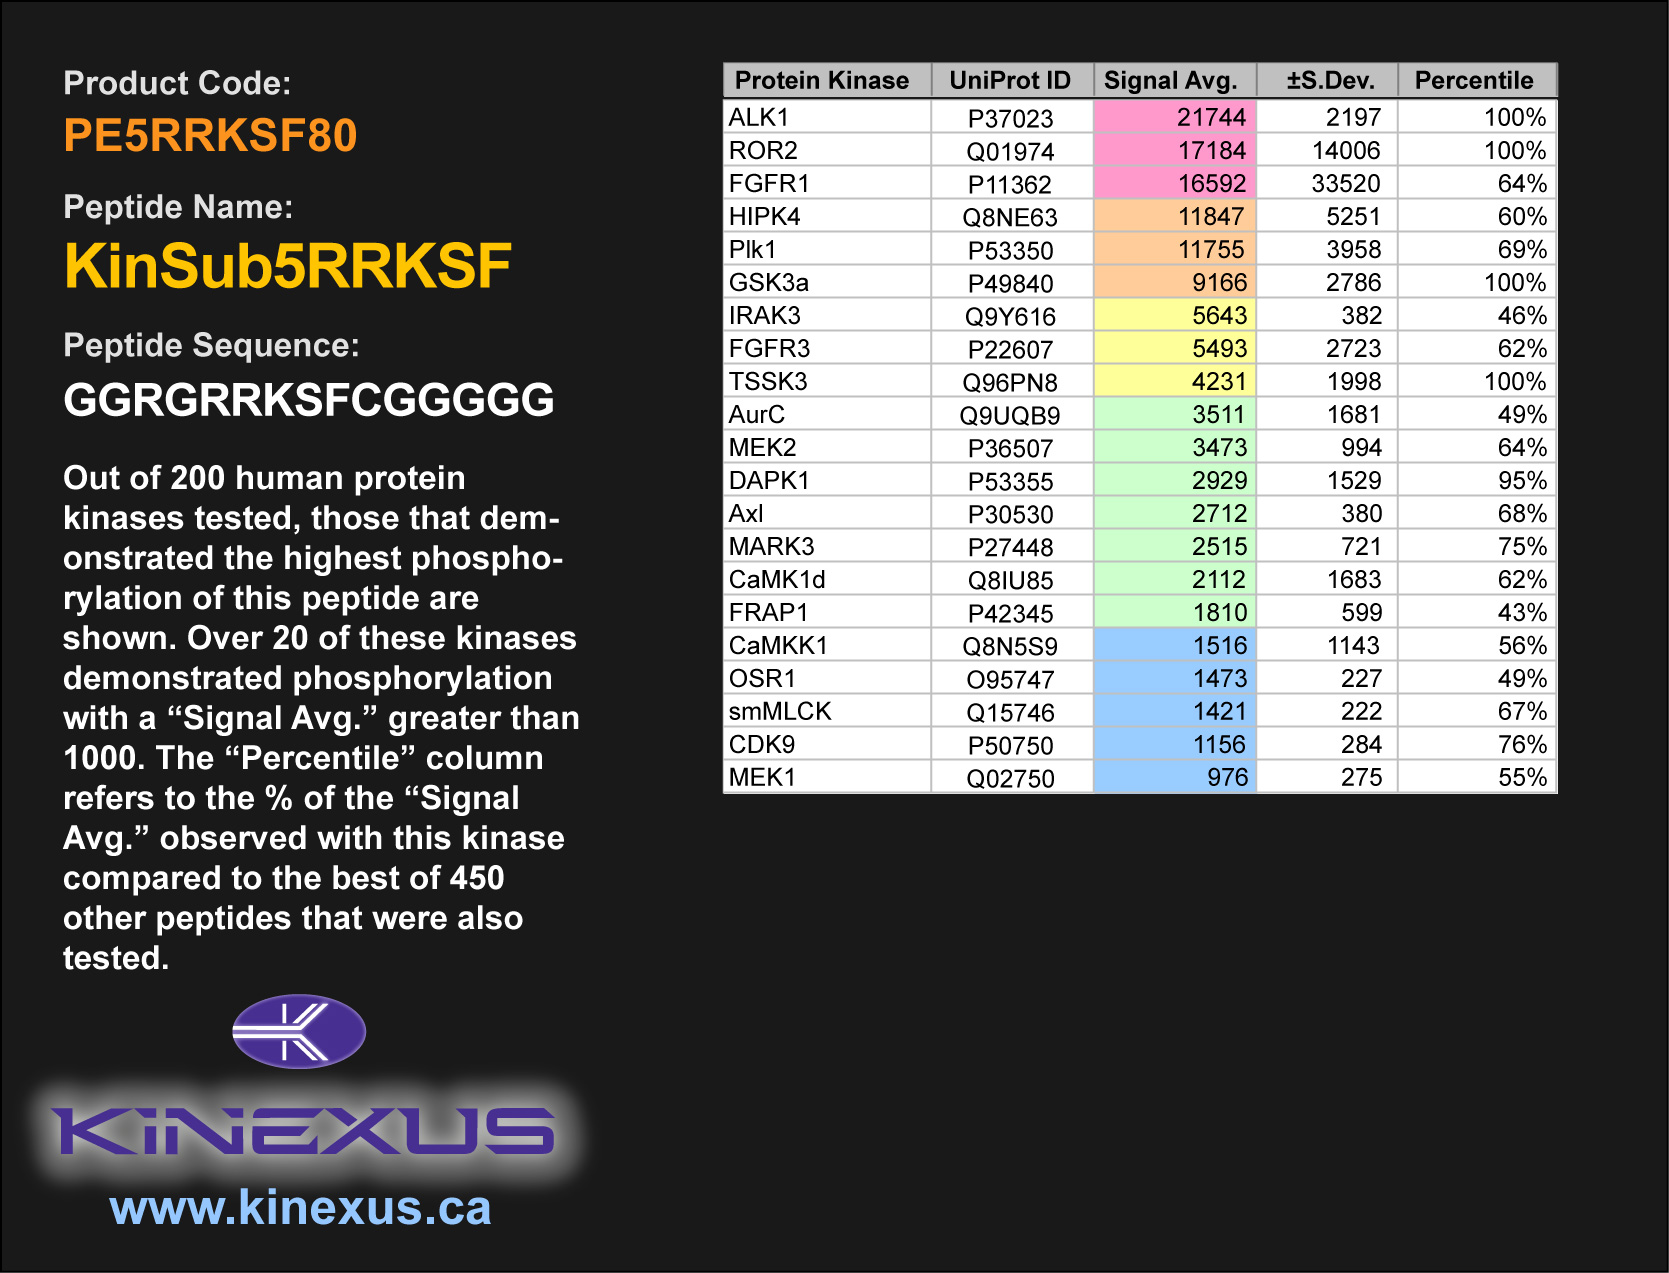 Product Code:
PE5RRKSF80
Peptide Name:
KinSub5RRKSF
Peptide Sequence:
GGRGRRKSFCGGGGG
Out of 200 human protein
kinases tested, those that dem-
onstrated the highest phospho-
rylation of this peptide are
shown. Over 20 of these kinases
demonstrated phosphorylation
with a “Signal Avg.” greater than
1000. The “Percentile” column
refers to the % of the “Signal
Avg.” observed with this kinase
compared to the best of 450
other peptides that were also
tested.
KINEXUS
www.kinexus.ca
Protein Kinase UniProt ID Signal Avg. ±S.Dev. Percentile
ALK1 P37023 21744 2197 100%
ROR2 Q01974 17184 14006 100%
FGFR1 P11362 16592 33520 64%
HIPK4 Q8NE63 11847 5251 60%
Plk1 P53350 11755 3958 69%
GSK3a P49840 9166 2786 100%
IRAK3 Q9Y616 5643 382 46%
FGFR3 P22607 5493 2723 62%
TSSK3 Q96PN8 4231 1998 100%
AurC Q9UQB9 3511 1681 49%
MEK2 P36507 3473 994 64%
DAPK1 P53355 2929 1529 95%
Axl P30530 2712 380 68%
MARK3 P27448 2515 721 75%
CaMK1d Q8IU85 2112 1683 62%
FRAP1 P42345 1810 599 43%
CaMKK1 Q8N5S9 1516 1143 56%
OSR1 O95747 1473 227 49%
smMLCK Q15746 1421 222 67%
CDK9 P50750 1156 284 76%
MEK1 Q02750 976 275 55%